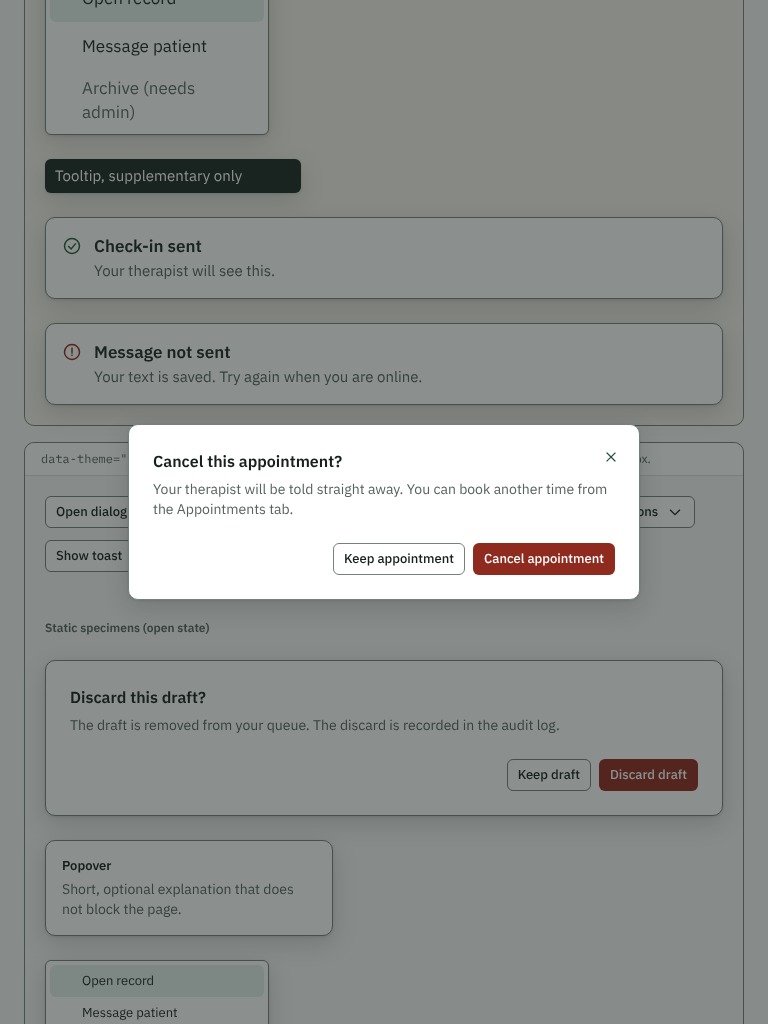 Open record
Message patient
Archive (needs
admin)
Tooltip, supplementary only
Check-in sent
Your therapist will see this.
Message not sent
Your text is saved. Try again when you are online.
data-theme="
Cancel this appointment?
Your therapist will be told straight away. You can book another time from
the Appointments tab.
Keep appointment
Cancel appointment
Open dialog
Show toast
Static specimens (open state)
Discard this draft?
The draft is removed from your queue. The discard is recorded in the audit log.
Keep draft
Discard draft
Popover
Short, optional explanation that does
not block the page.
Open record
Message patient